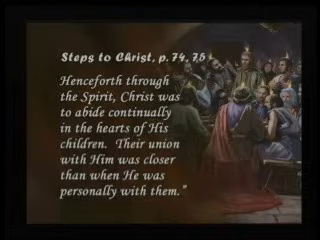 Steps to Christ, p. 74, 75
Henceforth through
the Spirit, Christ was
to abide continually
in the hearts of His
children. Their union
with Him was closer
than when He was
personally with them."